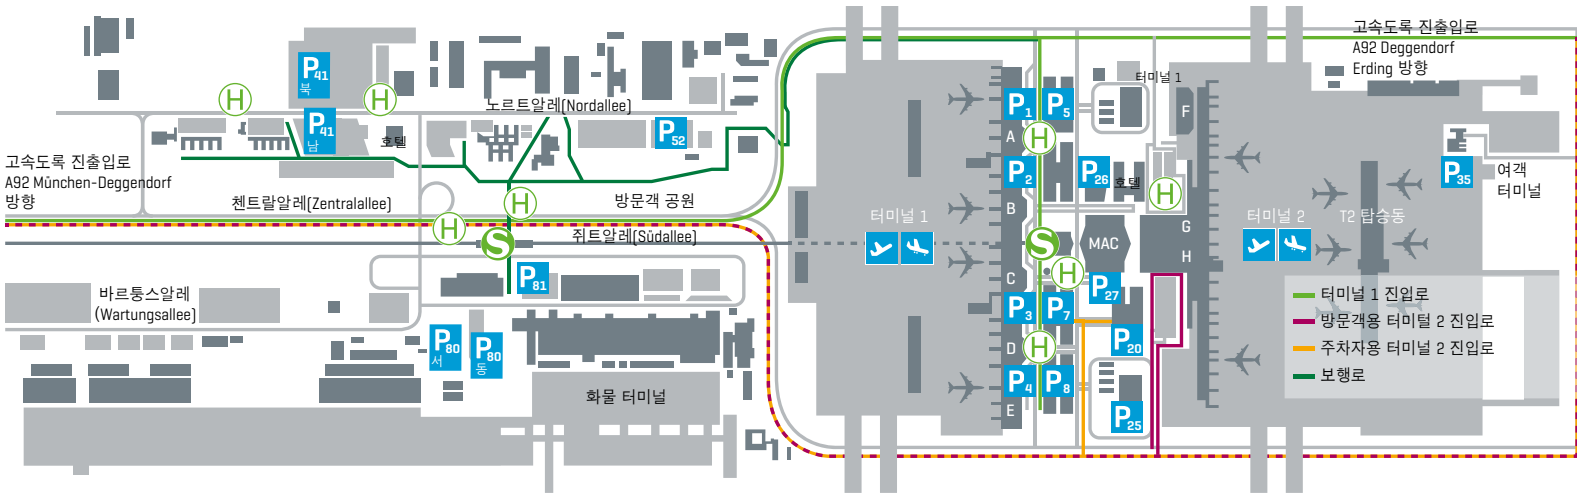 고속도록 진출입로
A92 Deggendorf
Erding 방향
P41
북
H
H
노르트알레(Nordallee)
터미널 1
P1
P5
F
P41
남
호텔
P52
A
H
고속도록 진출입로
A92 München-Deggendorf
방향
P2
P26
호텔
H
P35
여객
터미널
첸트랄알레(Zentralallee)
H
방문객 공원
B
터미널 1
터미널 2
T2 탑승동
H
S
쥐트알레(Südallee)
S
MAC
G
H
P81
C
H
P27
바르퉁스알레
(Wartungsallee)
P3
P7
터미널 1 진입로
방문객용 터미털 2 진입로
주차자용 터미털 2 진입로
보행로
P80
서
P80
동
D
H
P20
P4
P8
화물 터미널
E
P25